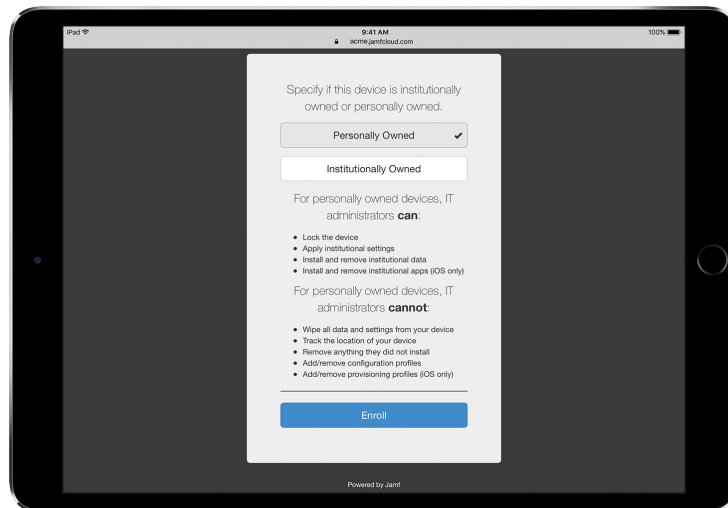 iPad
9:41 AM
100%
acme.jamfcloud.com
Specify if this device is institutionally
owned or personally owned.
Personally Owned
Institutionally Owned
For personally owned devices, IT
administrators can:
• Lock the device
• Apply institutional settings
• Install and remove institutional data
• Install and remove institutional apps (iOS only)
For personally owned devices, IT
administrators cannot:
• Wipe all data and settings from your device
• Track the location of your device
• Remove anything they did not install
• Add/remove configuration profiles
• Add/remove provisioning profiles (iOS only)
Enroll
Powered by Jamf